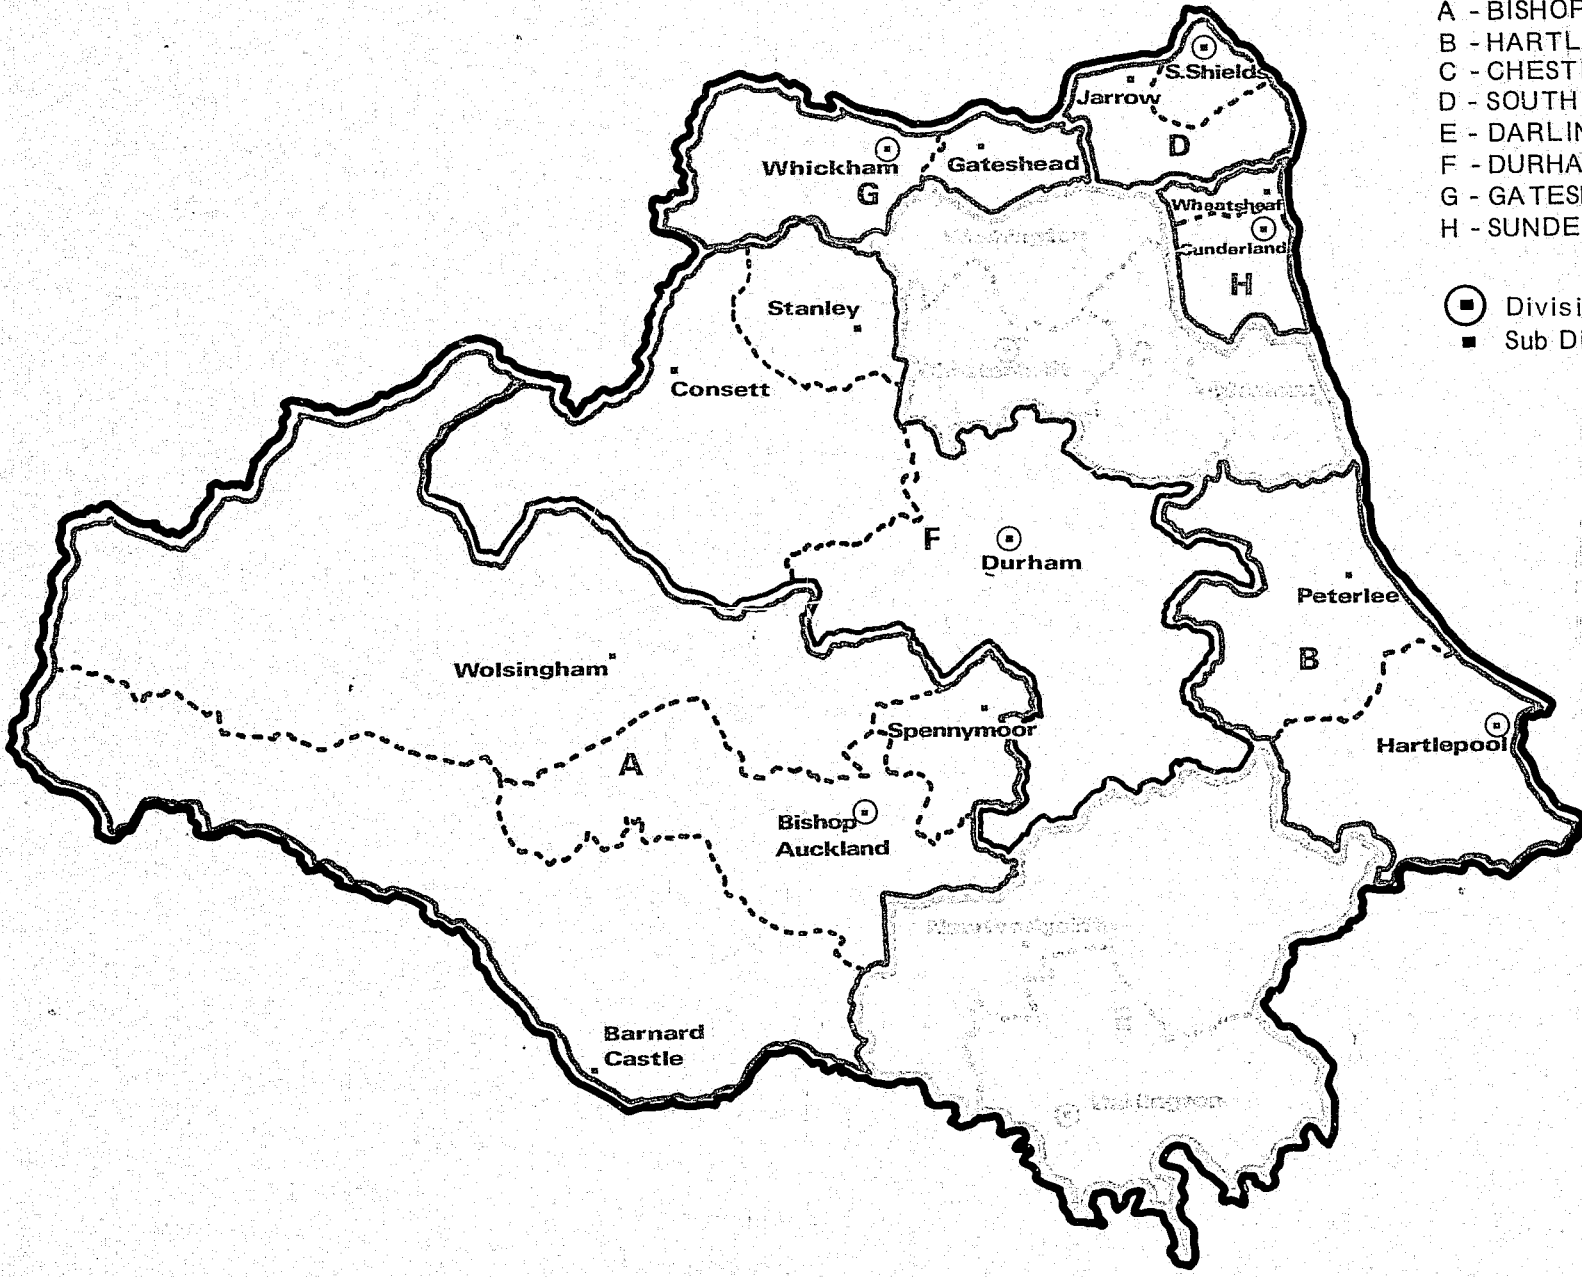 A - BISHOP
B - HARTL
C - CHEST
D - SOUTH
E - DARLIN
F - DURHA
G - GATES
H - SUNDE
Divisi
Sub D
S.Shields
Jarrow
D
Whickham
Gateshead
G
Wheatsheaf
Sunderland
H
Stanley
Consett
F
Durham
Peterlee
B
Wolsingham
Spennymoor
Hartlepool
A
Bishop
Auckland
Barnard
Castle
Darlington